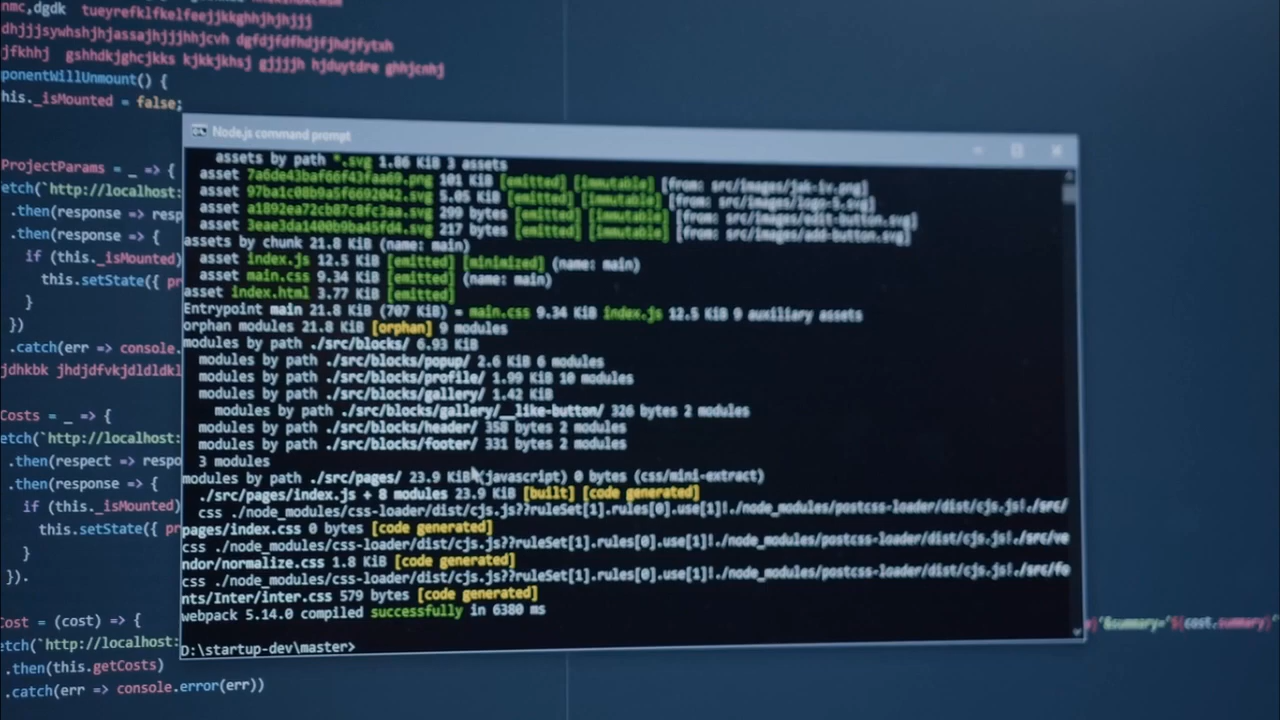 nmc,dgdk tueyrefklfkelfeejjkkghhjhjhjjj
dhjjjsywhshjhjassajhjjjhhjcvh dgfdjfdfhdjfjhdjfytxh
jfkhhj gshhdkjghcjkks kjkkjkhsj gjjjjh hjduytdre ghhjcnhj
ponentWillUnmount() {
his._isMounted = false;
ProjectParams = _ => {
etch(`http://localhost:
.then(response => resp
.then(response => {
if (this._isMounted)
this.setState({ pr
}
})
.catch(err => console.
jdhkbk jhdjdfvkjdldldkl
Costs = _ => {
etch(`http://localhost:
.then(respect => respo
.then(response => {
if (this._isMounted)
this.setState({ pr
}
}).
Cost = (cost) => {
etch(`http://localhost:
.then(this.getCosts)
.catch(err => console.error(err))
Node.js command prompt
assets by path *.svg 1.86 KiB 3 assets
asset 7a6de43baf66f43faa69.png 101 KiB [emitted] [immutable] [from: src/images/jak-iv.png]
asset 97ba1c08b9a5f6692042.svg 5.05 KiB [emitted] [immutable] [from: src/images/logo-5.svg]
asset a1892ea72cb87c8fc3aa.svg 299 bytes [emitted] [immutable] [from: src/images/edit-button.svg]
asset 3eae3da1400b9ba45fd4.svg 217 bytes [emitted] [immutable] [from: src/images/add-button.svg]
assets by chunk 21.8 KiB (name: main)
asset index.js 12.5 KiB [emitted] [minimized] (name: main)
asset main.css 9.34 KiB [emitted] (name: main)
asset index.html 3.77 KiB [emitted]
Entrypoint main 21.8 KiB (707 KiB) = main.css 9.34 KiB index.js 12.5 KiB 9 auxiliary assets
orphan modules 21.8 KiB [orphan] 9 modules
modules by path ./src/blocks/ 6.93 KiB
modules by path ./src/blocks/popup/ 2.6 KiB 6 modules
modules by path ./src/blocks/profile/ 1.99 KiB 10 modules
modules by path ./src/blocks/gallery/ 1.42 KiB
modules by path ./src/blocks/gallery/__like-button/ 326 bytes 2 modules
modules by path ./src/blocks/header/ 358 bytes 2 modules
modules by path ./src/blocks/footer/ 331 bytes 2 modules
3 modules
modules by path ./src/pages/ 23.9 KiB (javascript) 0 bytes (css/mini-extract)
./src/pages/index.js + 8 modules 23.9 KiB [built] [code generated]
css ./node_modules/css-loader/dist/cjs.js??ruleSet[1].rules[0].use[1]!./node_modules/postcss-loader/dist/cjs.js!./src/
pages/index.css 0 bytes [code generated]
css ./node_modules/css-loader/dist/cjs.js??ruleSet[1].rules[0].use[1]!./node_modules/postcss-loader/dist/cjs.js!./src/ve
ndor/normalize.css 1.8 KiB [code generated]
css ./node_modules/css-loader/dist/cjs.js??ruleSet[1].rules[0].use[1]!./node_modules/postcss-loader/dist/cjs.js!./src/fo
nts/Inter/inter.css 579 bytes [code generated]
webpack 5.14.0 compiled successfully in 6380 ms
D:\startup-dev\master>
&summary='${cost.summary}'